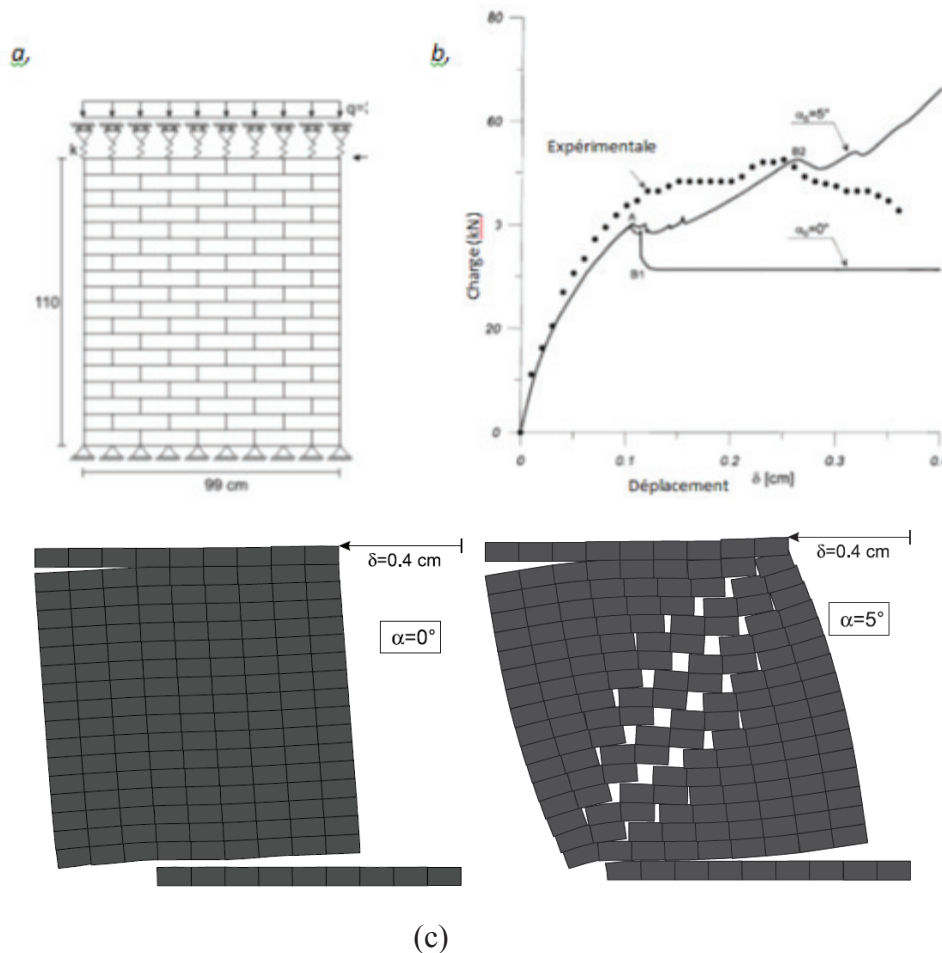 a,
q=
k
110
99 cm
b,
80
60
20
0
Charge (kN)
Expérimentale
A
B1
B2
α₀=5°
α₀=0°
0
0.1
0.2
0.3
Déplacement δ [cm]
δ=0.4 cm
α=0°
δ=0.4 cm
α=5°
(c)